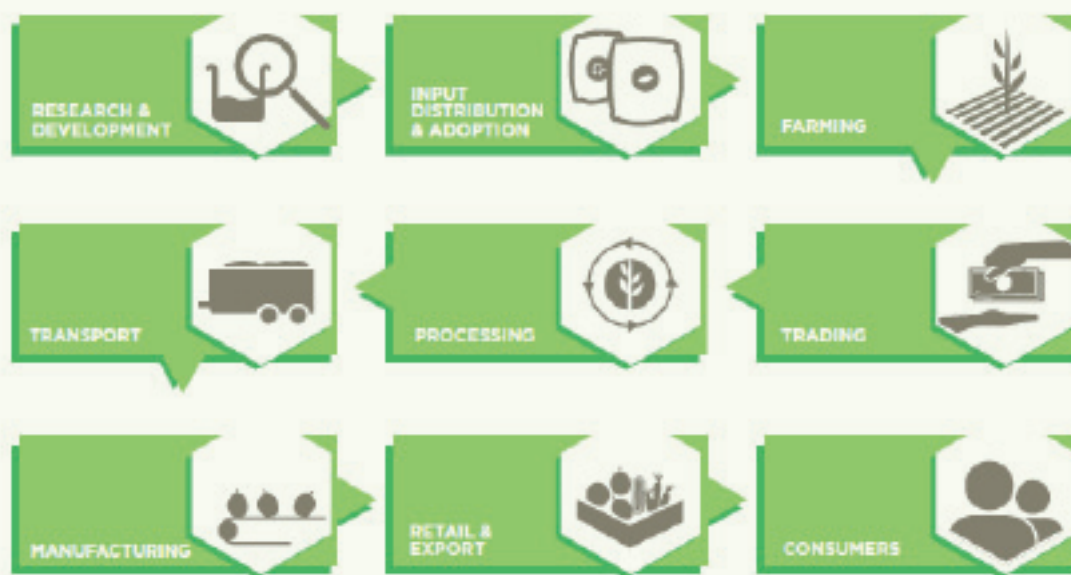 RESEARCH &
DEVELOPMENT
INPUT
DISTRIBUTION
& ADOPTION
FARMING
TRANSPORT
PROCESSING
TRADING
MANUFACTURING
RETAIL &
EXPORT
CONSUMERS